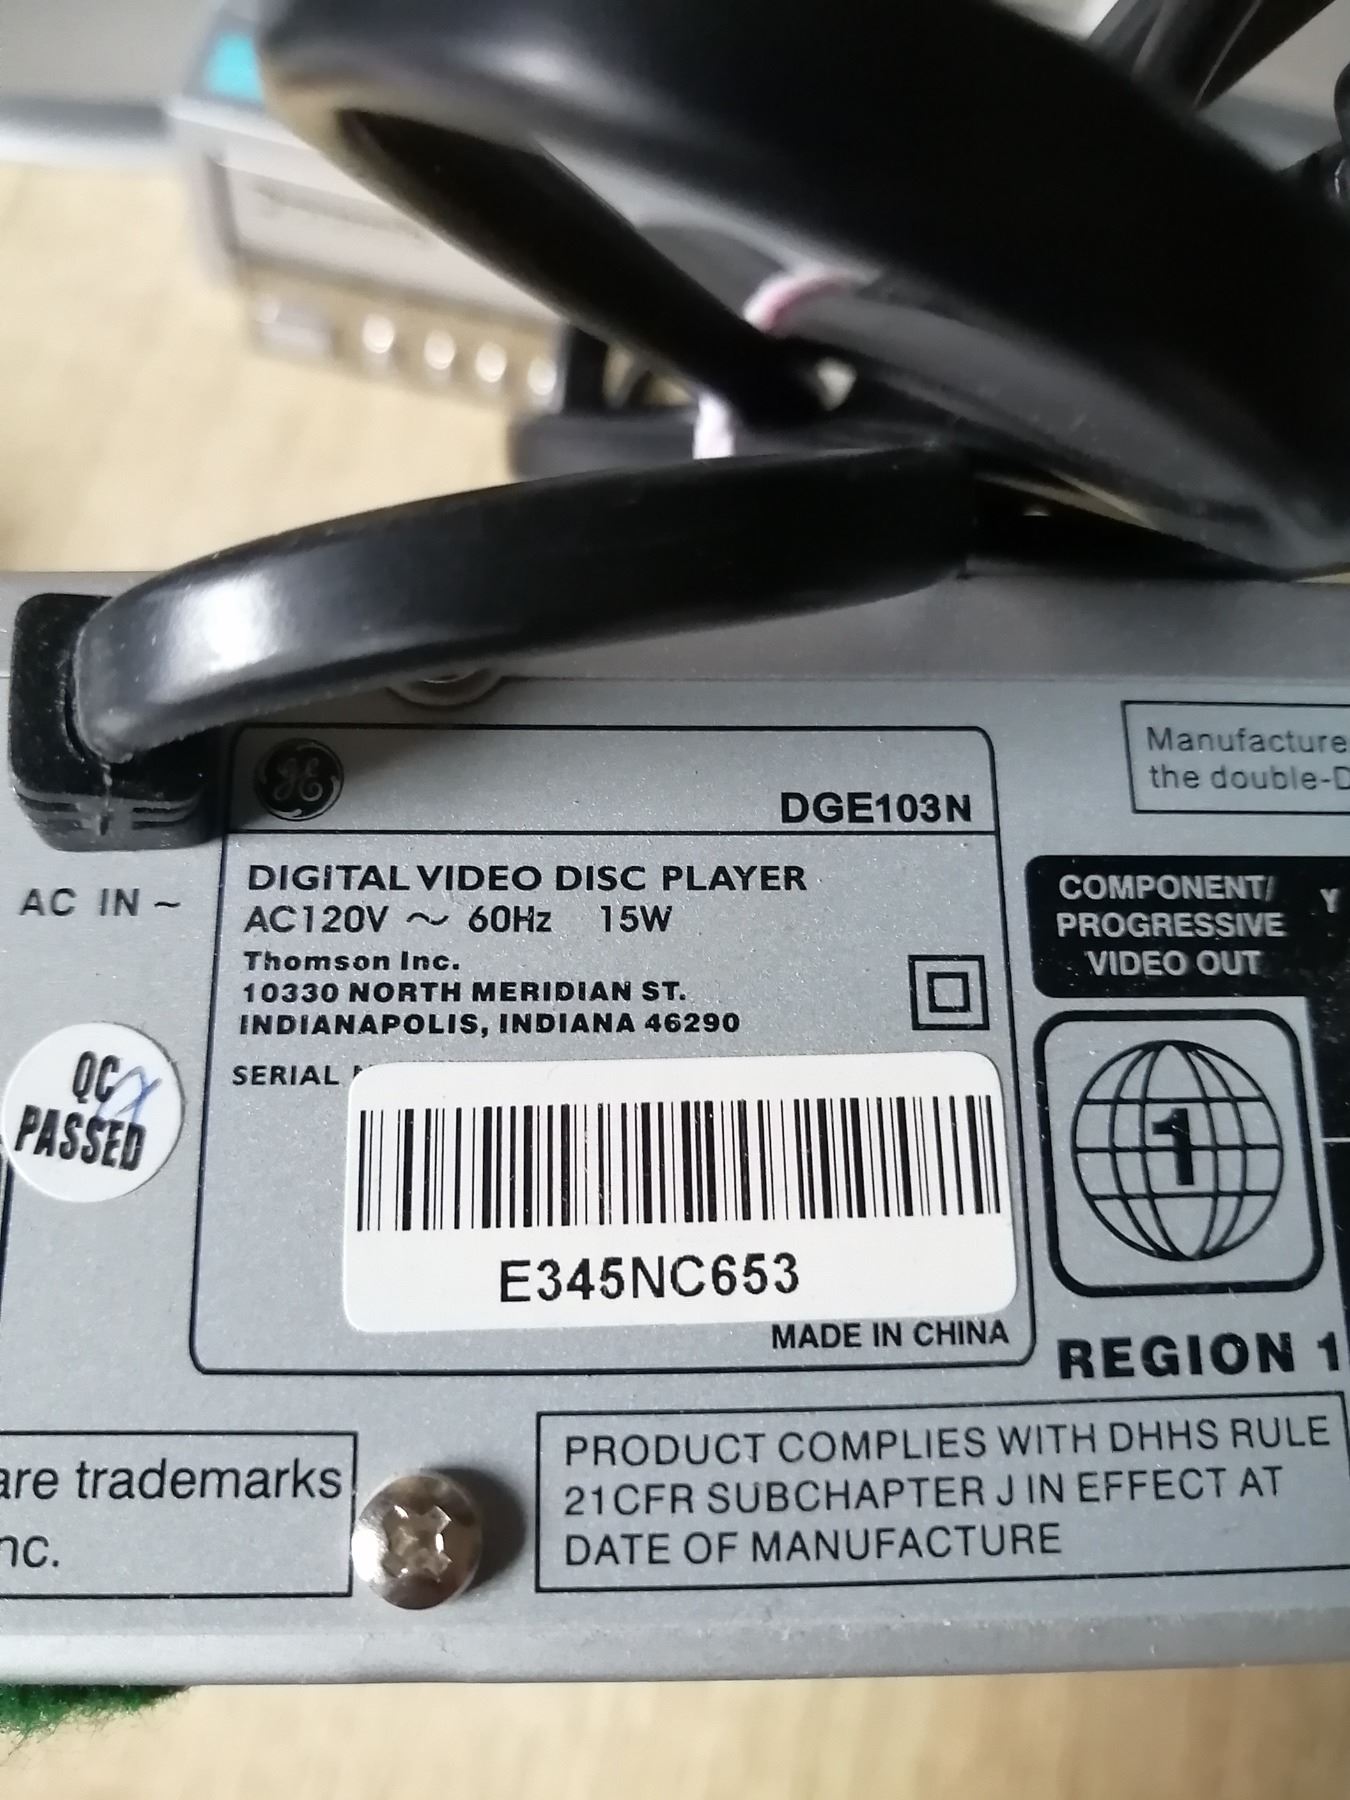 Manufacture
the double-D
GE
DGE103N
DIGITAL VIDEO DISC PLAYER
AC120V ～ 60Hz 15W
Thomson Inc.
10330 NORTH MERIDIAN ST.
INDIANAPOLIS, INDIANA 46290
SERIAL
E345NC653
MADE IN CHINA
AC IN ~
QC
PASSED
COMPONENT/
PROGRESSIVE
VIDEO OUT
Y
1
REGION 1
are trademarks
nc.
PRODUCT COMPLIES WITH DHHS RULE
21CFR SUBCHAPTER J IN EFFECT AT
DATE OF MANUFACTURE